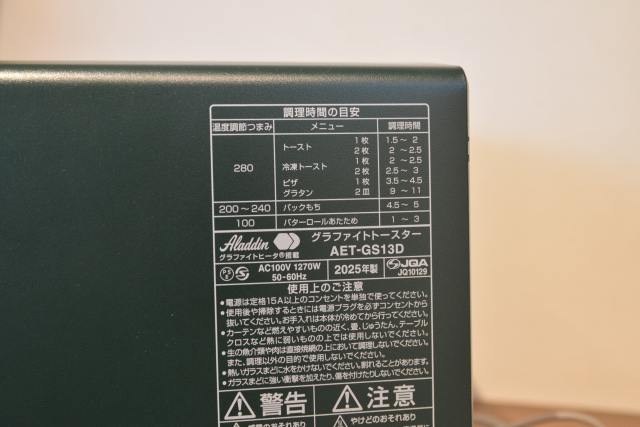 調理時間の目安
温度調節つまみ メニュー 調理時間
280 トースト 1枚 1.5～2
2枚 2～2.5
冷凍トースト 1枚 2～2.5
2枚 2.5～3
ピザ 1枚 3.5～4.5
グラタン 2皿 9～11
200～240 パックもち 4.5～5
100 バターロールあたため 1～3
Aladdin グラファイトトースター
グラファイトヒータ®搭載 AET-GS13D
PSE AC100V 1270W 2025年製 JQA
50-60Hz JQ10129
使用上のご注意
●電源は定格15A以上のコンセントを単独で使ってください。
●使用後や掃除するときには電源プラグを必ずコンセントから
抜いてください。お手入れは本体が冷めてから行ってください。
●カーテンなど燃えやすいものの近く、畳、じゅうたん、テーブル
クロスなど熱に弱いものの上で使用しないでください。
●生の魚介類や肉は直接焼網の上において調理しないでください。
また、調理以外の目的で使用しないでください。
●熱いガラスまどに水をかけないでください。割れることがあります。
●ガラスまどに強い衝撃を加えたり、傷を付けたりしないでください。
警告 注意
感電のおそれあり やけどのおそれあり